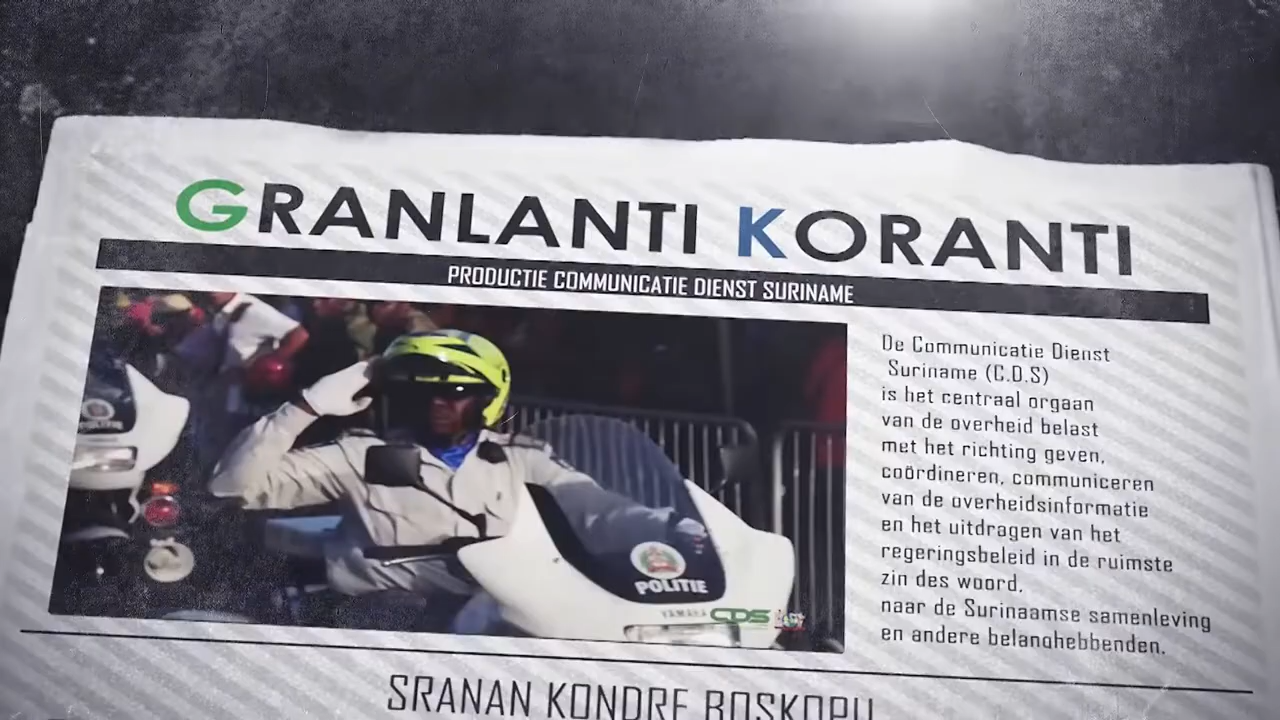 GRANLANTI KORANTI
PRODUCTIE COMMUNICATIE DIENST SURINAME
De Communicatie Dienst
Suriname (C.D.S)
is het centraal orgaan
van de overheid belast
met het richting geven,
coördineren, communiceren
van de overheidsinformatie
en het uitdragen van het
regeringsbeleid in de ruimste
zin des woord,
naar de Surinaamse samenleving
en andere belanghebbenden.
POLITIE
YAMAHA CDS
SRANAN KONDRE BOSKOPU